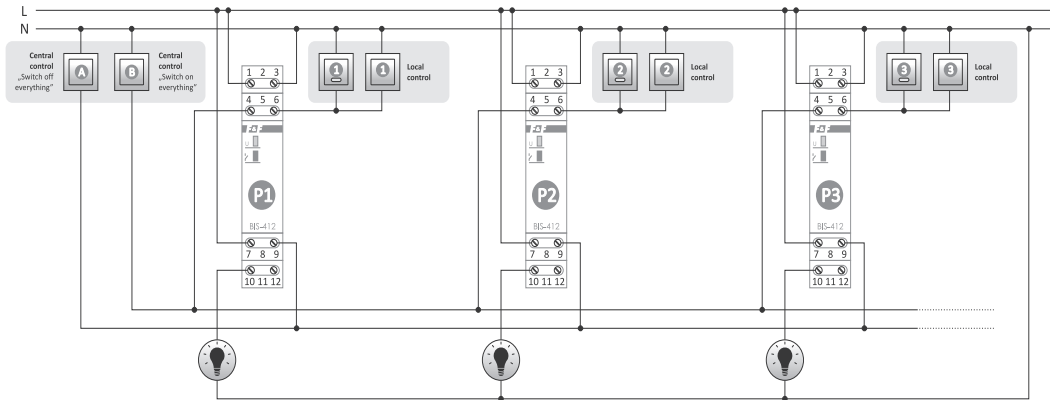 L
N
Central
control
„Switch off
everything”
A
B
Central
control
„Switch on
everything”
1 2 3
4 5 6
F&F
U
P1
BIS-412
7 8 9
10 11 12
1
1
Local
control
1 2 3
4 5 6
F&F
U
P2
BIS-412
7 8 9
10 11 12
2
2
Local
control
1 2 3
4 5 6
F&F
U
P3
BIS-412
7 8 9
10 11 12
3
3
Local
control